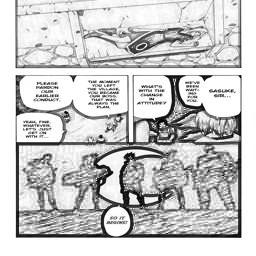 WE'VE
BEEN
WAIT-
ING
FOR
YOU,
SASUKE,
SIR...
WHAT'S
WITH THE
CHANGE
IN
ATTITUDE?
THE MOMENT
YOU LEFT
THE VILLAGE,
YOU BECAME
OUR BOSS.
THAT WAS
ALWAYS
THE PLAN.
PLEASE
PARDON
OUR
EARLIER
CONDUCT.
YEAH, FINE,
WHATEVER.
LET'S JUST
GET ON
WITH IT...
SO IT
BEGINS!